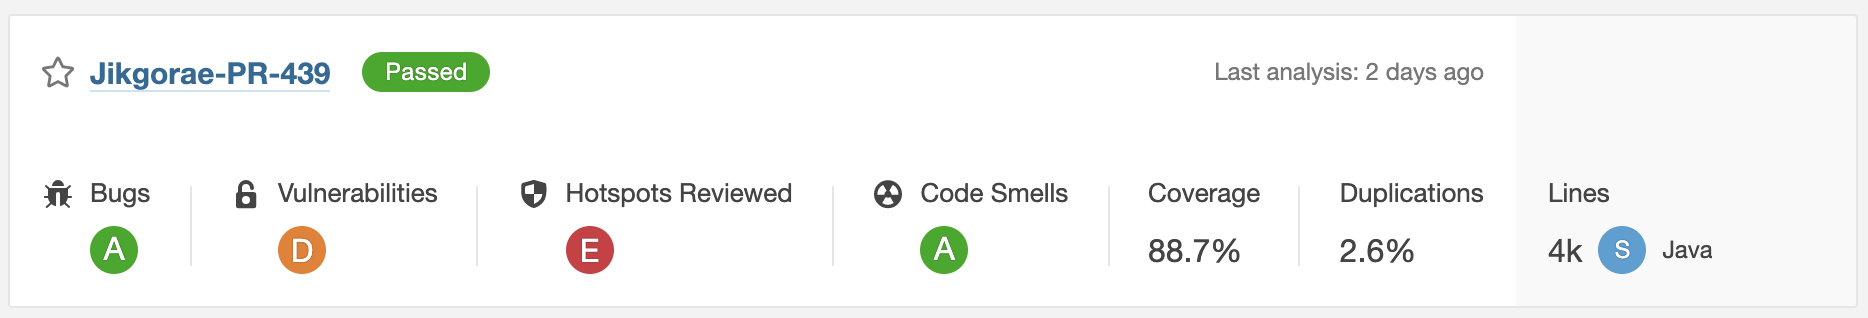 Jikgorae-PR-439 Passed Last analysis: 2 days ago
Bugs Vulnerabilities Hotspots Reviewed Code Smells Coverage Duplications Lines
A D E A 88.7% 2.6% 4k S Java